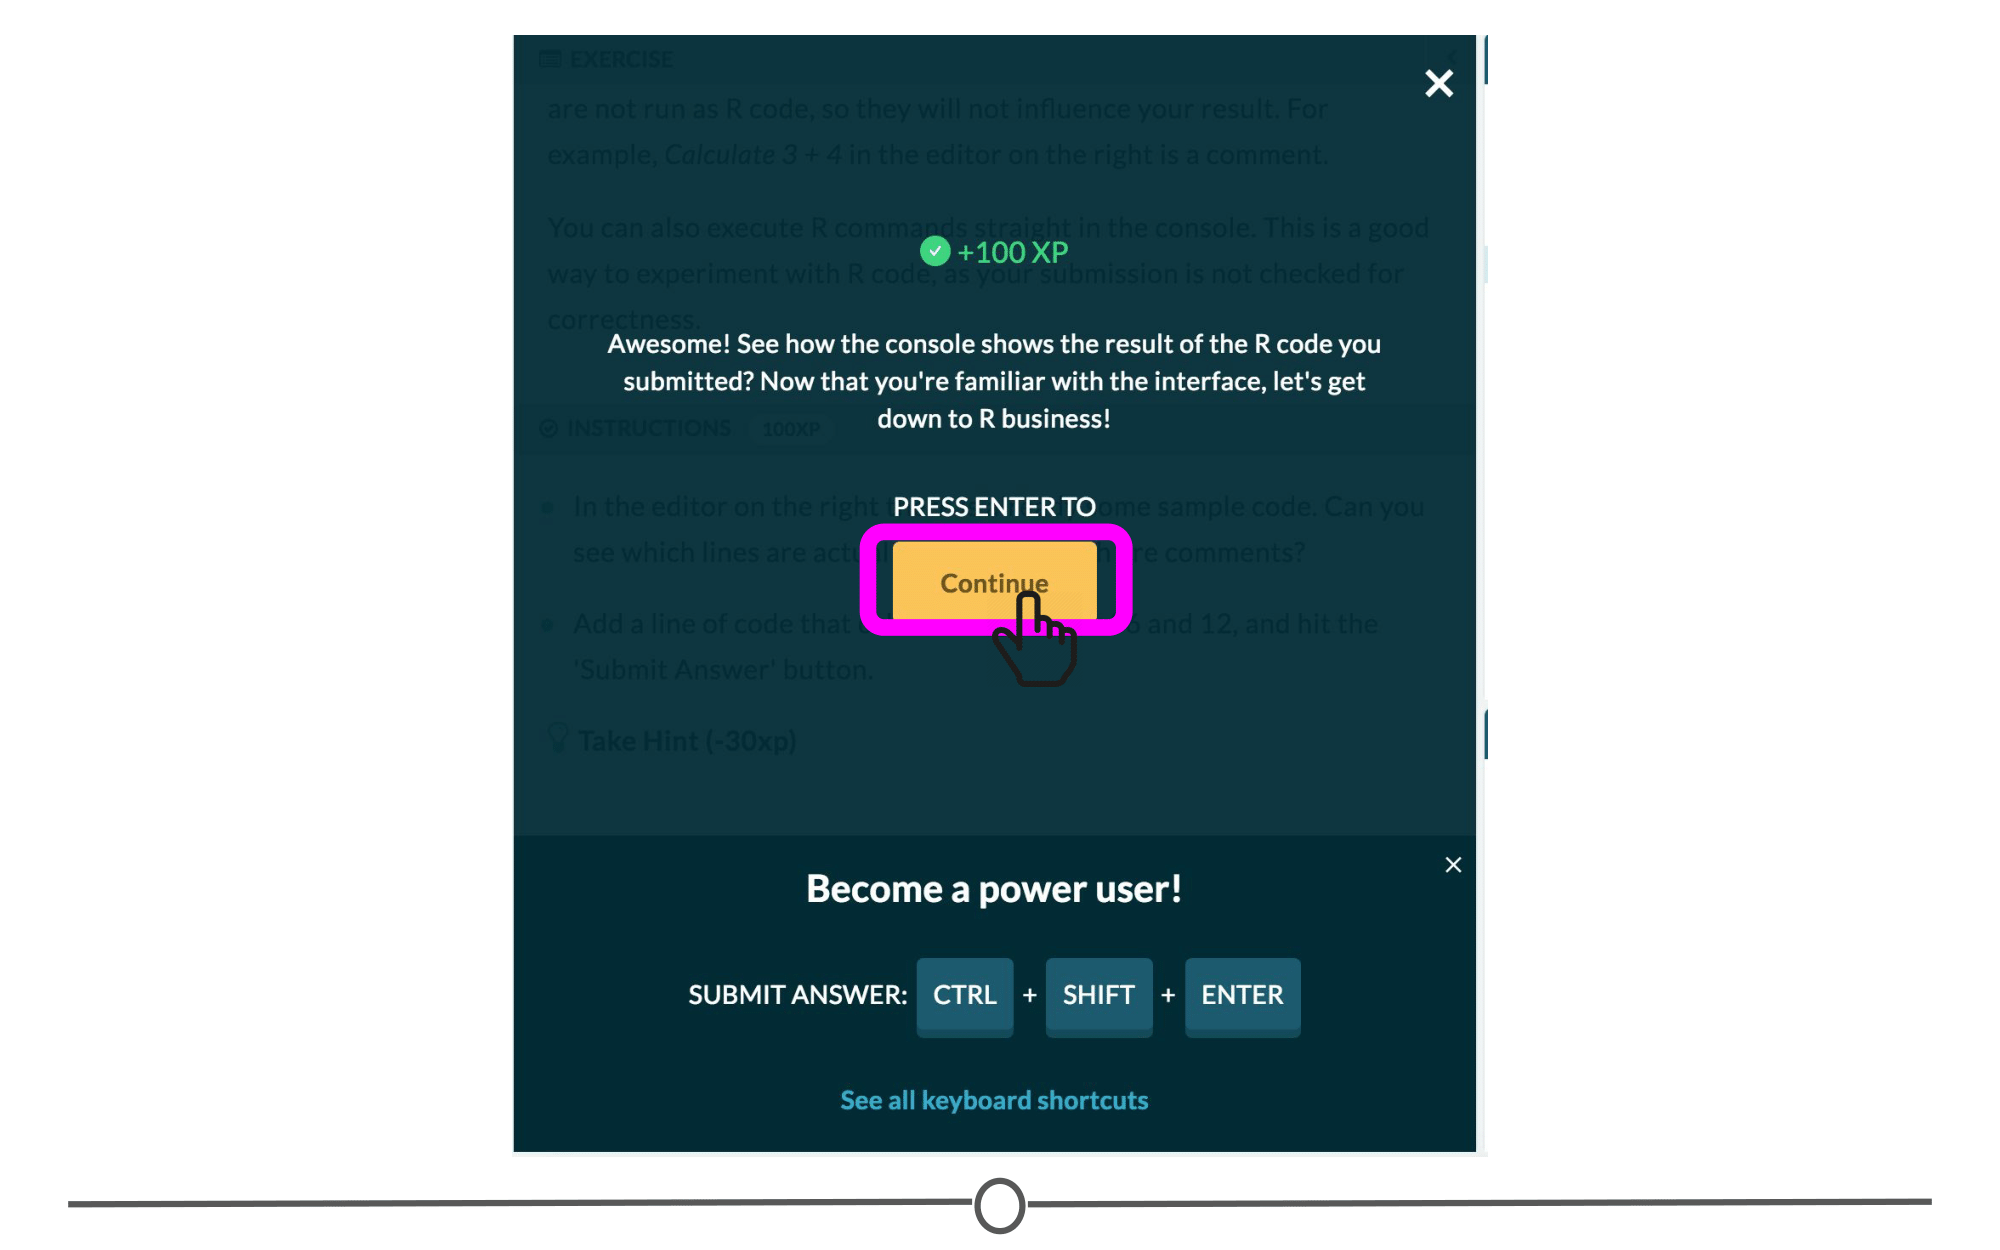 EXERCISE
are not run as R code, so they will not influence your result. For
example, Calculate 3 + 4 in the editor on the right is a comment.
You can also execute R commands straight in the console. This is a good
+100 XP
way to experiment with R code, as your submission is not checked for
correctness.
Awesome! See how the console shows the result of the R code you
submitted? Now that you're familiar with the interface, let's get
down to R business!
INSTRUCTIONS 100XP
In the editor on the right ome sample code. Can you
PRESS ENTER TO
see which lines are re comments?
Continue
Add a line of code that 6 and 12, and hit the
'Submit Answer' button.
Take Hint (-30xp)
Become a power user!
SUBMIT ANSWER: CTRL + SHIFT + ENTER
See all keyboard shortcuts